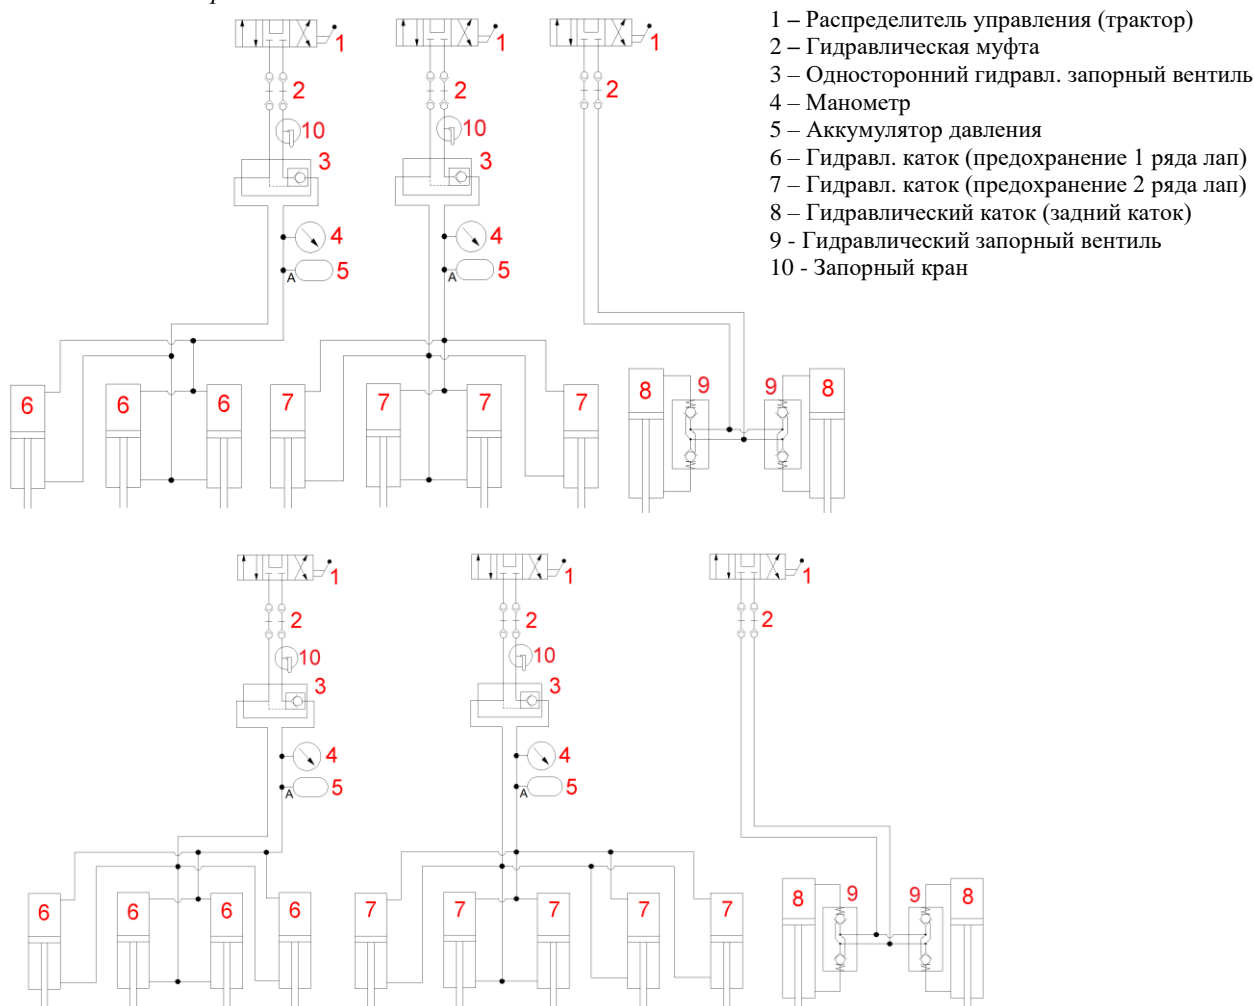 1 – Распределитель управления (трактор)
2 – Гидравлическая муфта
3 – Односторонний гидравл. запорный вентиль
4 – Манометр
5 – Аккумулятор давления
6 – Гидравл. каток (предохранение 1 ряда лап)
7 – Гидравл. каток (предохранение 2 ряда лап)
8 – Гидравлический каток (задний каток)
9 - Гидравлический запорный вентиль
10 - Запорный кран
1 1 1
2 2 2
10 10
3 3
4 4
A 5 A 5
6 6 6 7 7 7 7 8 9 9 8
1 1 1
2 2 2
10 10
3 3
4 4
A 5 A 5
6 6 6 6 7 7 7 7 7 8 9 9 8